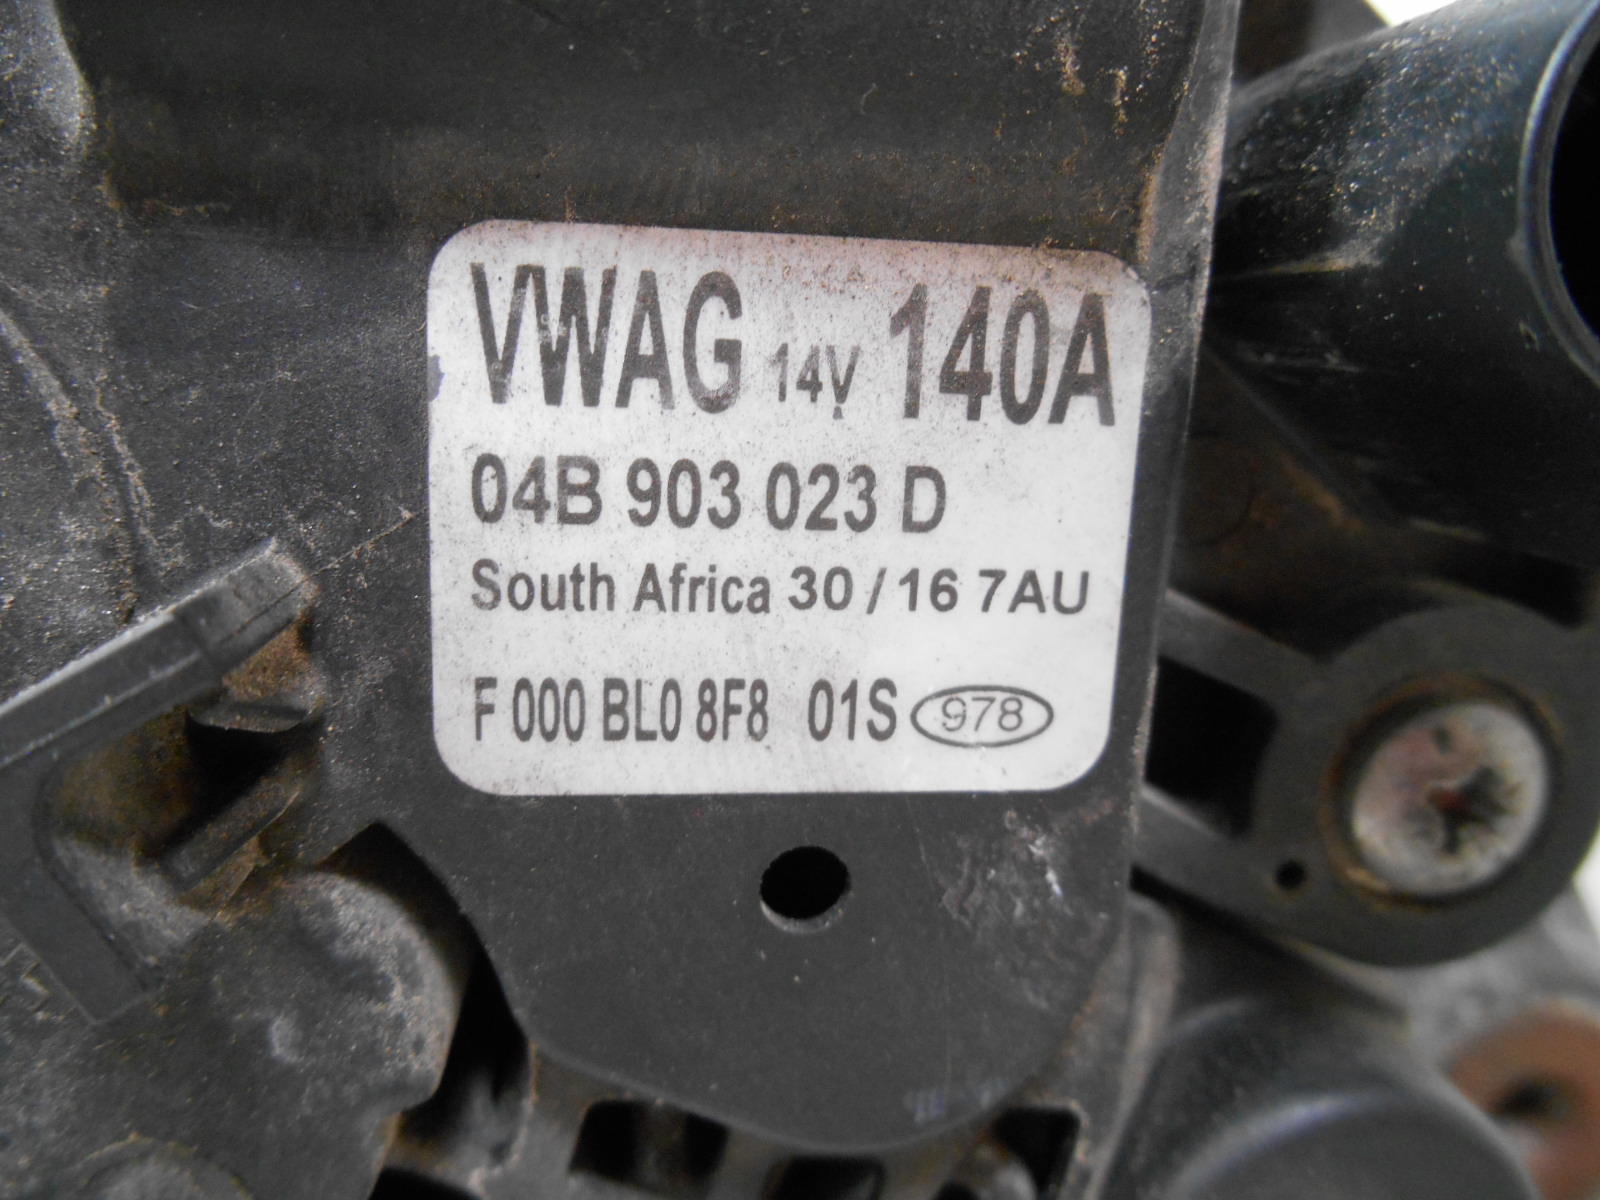 VWAG 14V 140A
04B 903 023 D
South Africa 30 / 16 7AU
F 000 BL0 8F8 01S 978